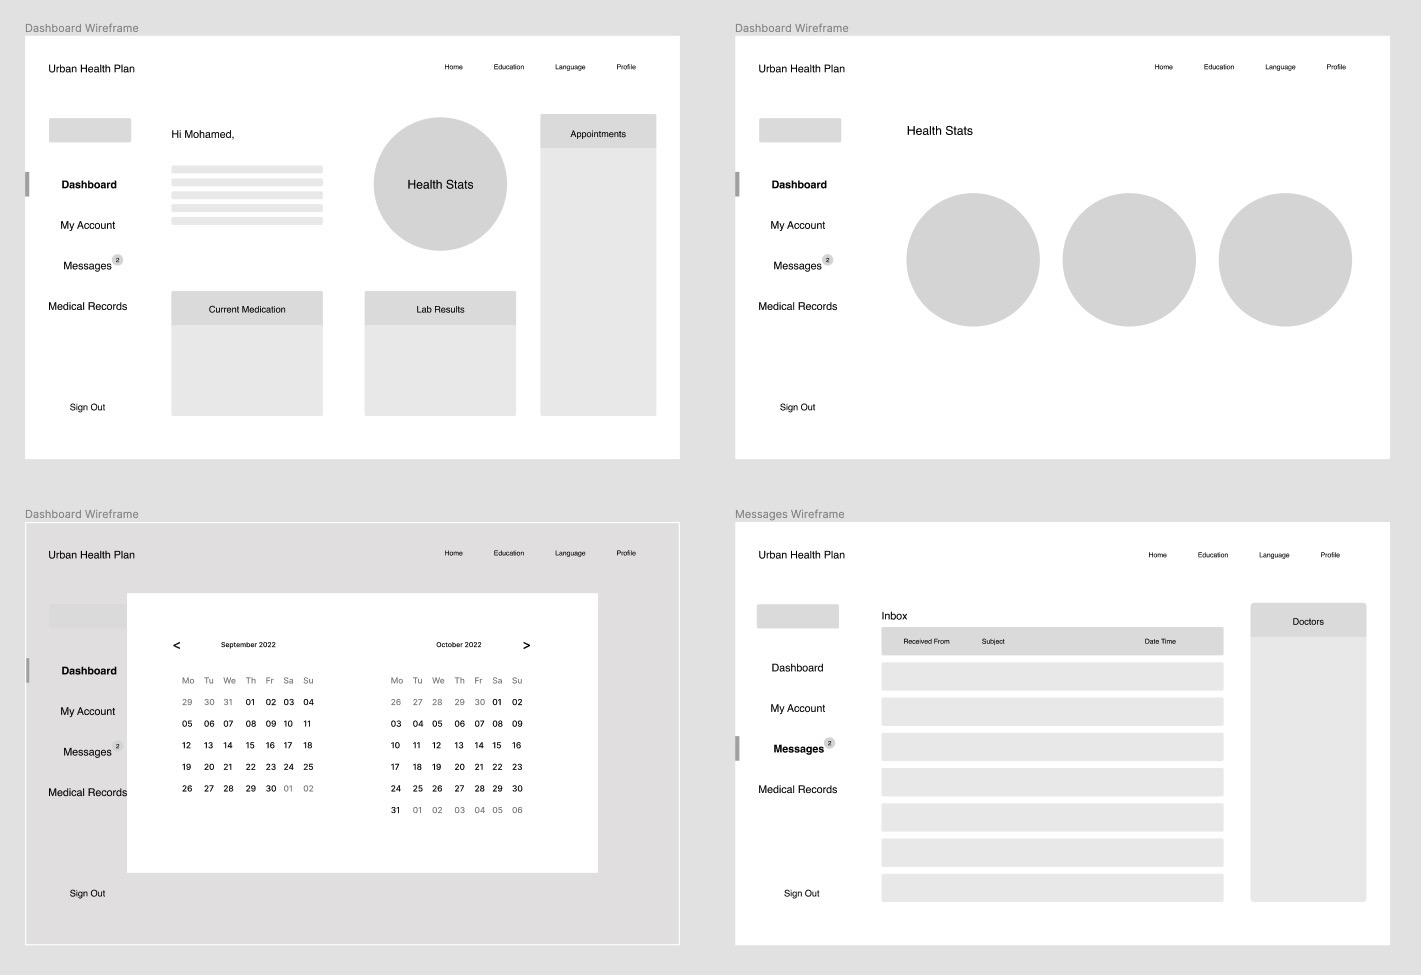 Dashboard Wireframe
Urban Health Plan
Home Education Language Profile
Hi Mohamed,
Dashboard
My Account
Messages 2
Medical Records
Sign Out
Health Stats
Appointments
Current Medication
Lab Results
Dashboard Wireframe
Urban Health Plan
Home Education Language Profile
Health Stats
Dashboard
My Account
Messages 2
Medical Records
Sign Out
Dashboard Wireframe
Urban Health Plan
Home Education Language Profile
Dashboard
My Account
Messages 2
Medical Records
Sign Out
< September 2022
Mo Tu We Th Fr Sa Su
29 30 31 01 02 03 04
05 06 07 08 09 10 11
12 13 14 15 16 17 18
19 20 21 22 23 24 25
26 27 28 29 30 01 02
October 2022 >
Mo Tu We Th Fr Sa Su
26 27 28 29 30 01 02
03 04 05 06 07 08 09
10 11 12 13 14 15 16
17 18 19 20 21 22 23
24 25 26 27 28 29 30
31 01 02 03 04 05 06
Messages Wireframe
Urban Health Plan
Home Education Language Profile
Dashboard
My Account
Messages 2
Medical Records
Sign Out
Inbox
Received From Subject Date Time
Doctors